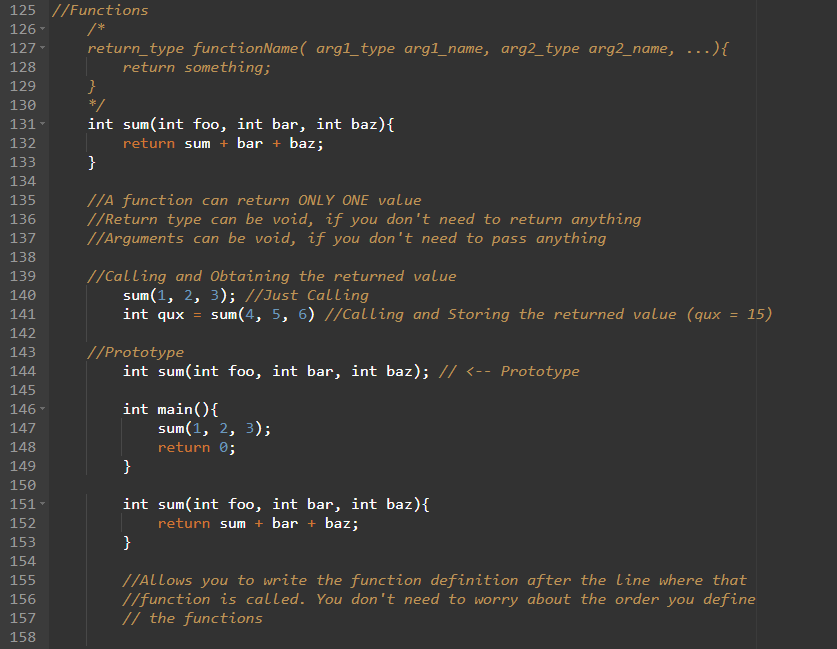 125 //Functions
126 /*
127 return_type functionName( arg1_type arg1_name, arg2_type arg2_name, ...){
128 return something;
129 }
130 */
131 int sum(int foo, int bar, int baz){
132 return sum + bar + baz;
133 }
134
135 //A function can return ONLY ONE value
136 //Return type can be void, if you don't need to return anything
137 //Arguments can be void, if you don't need to pass anything
138
139 //Calling and Obtaining the returned value
140 sum(1, 2, 3); //Just Calling
141 int qux = sum(4, 5, 6) //Calling and Storing the returned value (qux = 15)
142
143 //Prototype
144 int sum(int foo, int bar, int baz); // <-- Prototype
145
146 int main(){
147 sum(1, 2, 3);
148 return 0;
149 }
150
151 int sum(int foo, int bar, int baz){
152 return sum + bar + baz;
153 }
154
155 //Allows you to write the function definition after the line where that
156 //function is called. You don't need to worry about the order you define
157 // the functions
158